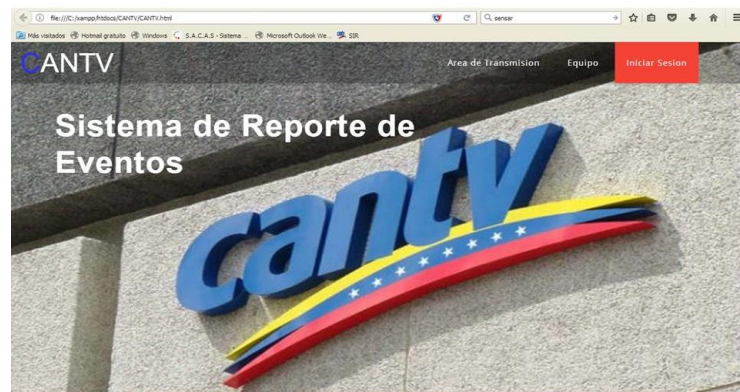 file:///C:/xampp/htdocs/CANTV/CANTV.html
sensar
Más visitados Hotmail gratuito Windows S.A.C.A.S - Sistema ... Microsoft Outlook We... SIR
CANTV Area de Transmision Equipo Iniciar Sesion
Sistema de Reporte de
Eventos
cantv